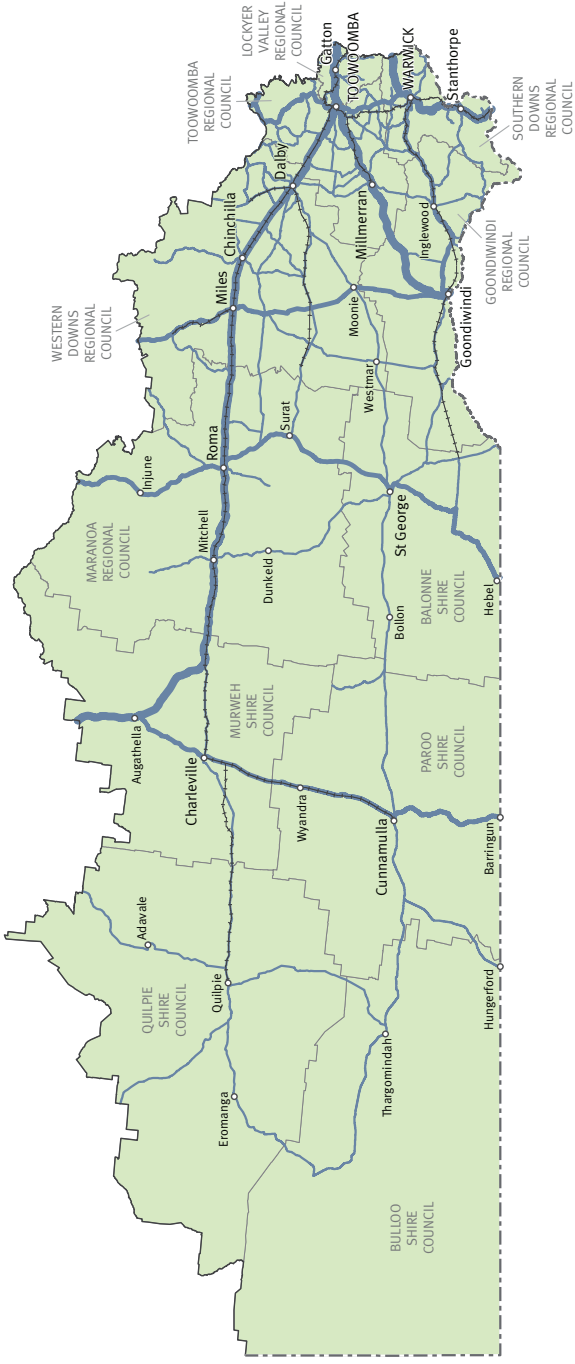 LOCKYER
VALLEY
REGIONAL
COUNCIL
TOOWOOMBA
REGIONAL
COUNCIL
WESTERN
DOWNS
REGIONAL
COUNCIL
MARANOA
REGIONAL
COUNCIL
MURWEH
SHIRE
COUNCIL
QUILPIE
SHIRE
COUNCIL
BULLOO
SHIRE
COUNCIL
PAROO
SHIRE
COUNCIL
BALONNE
SHIRE
COUNCIL
GOONDIWINDI
REGIONAL
COUNCIL
SOUTHERN
DOWNS
REGIONAL
COUNCIL
Gatton
TOOWOOMBA
WARWICK
Stanthorpe
Dalby
Chinchilla
Millmerran
Inglewood
Miles
Moonie
Goondiwindi
Westmar
Surat
Roma
Injune
St George
Mitchell
Dunkeld
Hebel
Bollon
Augathella
Charleville
Wyandra
Cunnamulla
Barringun
Adavale
Quilpie
Hungerford
Thargomindah
Eromanga